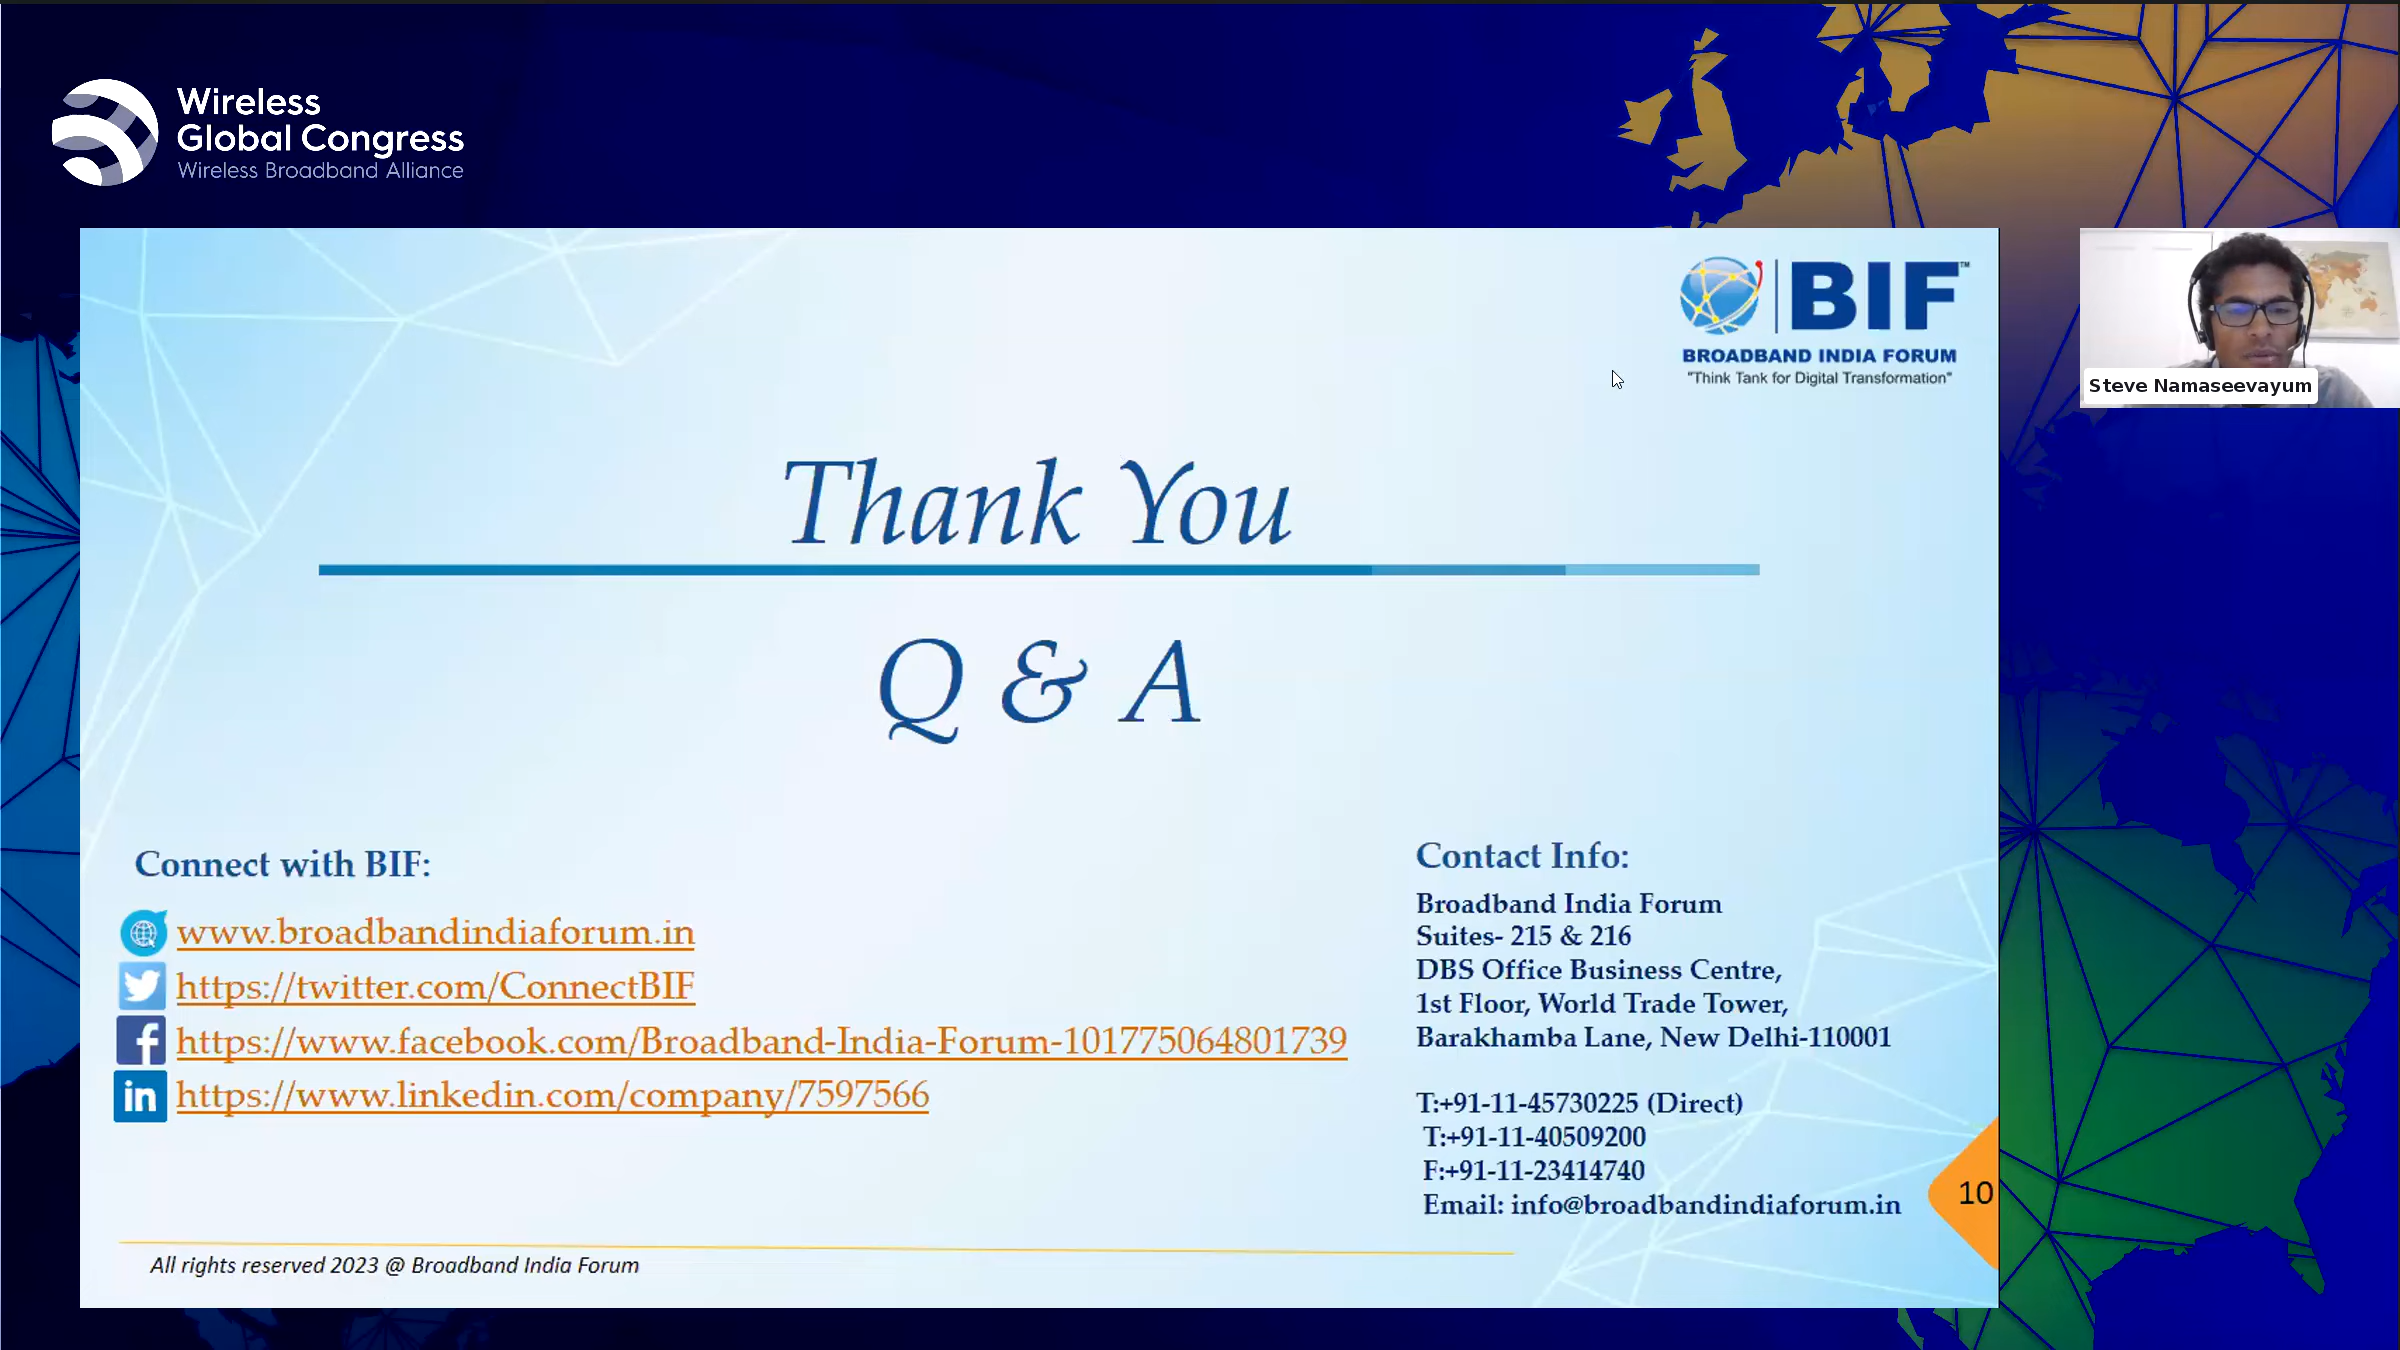 Wireless
Global Congress
Wireless Broadband Alliance
BIF™
BROADBAND INDIA FORUM
"Think Tank for Digital Transformation"
Steve Namaseevayum
Thank You
Q & A
Connect with BIF:
www.broadbandindiaforum.in
https://twitter.com/ConnectBIF
https://www.facebook.com/Broadband-India-Forum-101775064801739
in https://www.linkedin.com/company/7597566
Contact Info:
Broadband India Forum
Suites- 215 & 216
DBS Office Business Centre,
1st Floor, World Trade Tower,
Barakhamba Lane, New Delhi-110001
T:+91-11-45730225 (Direct)
T:+91-11-40509200
F:+91-11-23414740
Email: info@broadbandindiaforum.in
10
All rights reserved 2023 @ Broadband India Forum